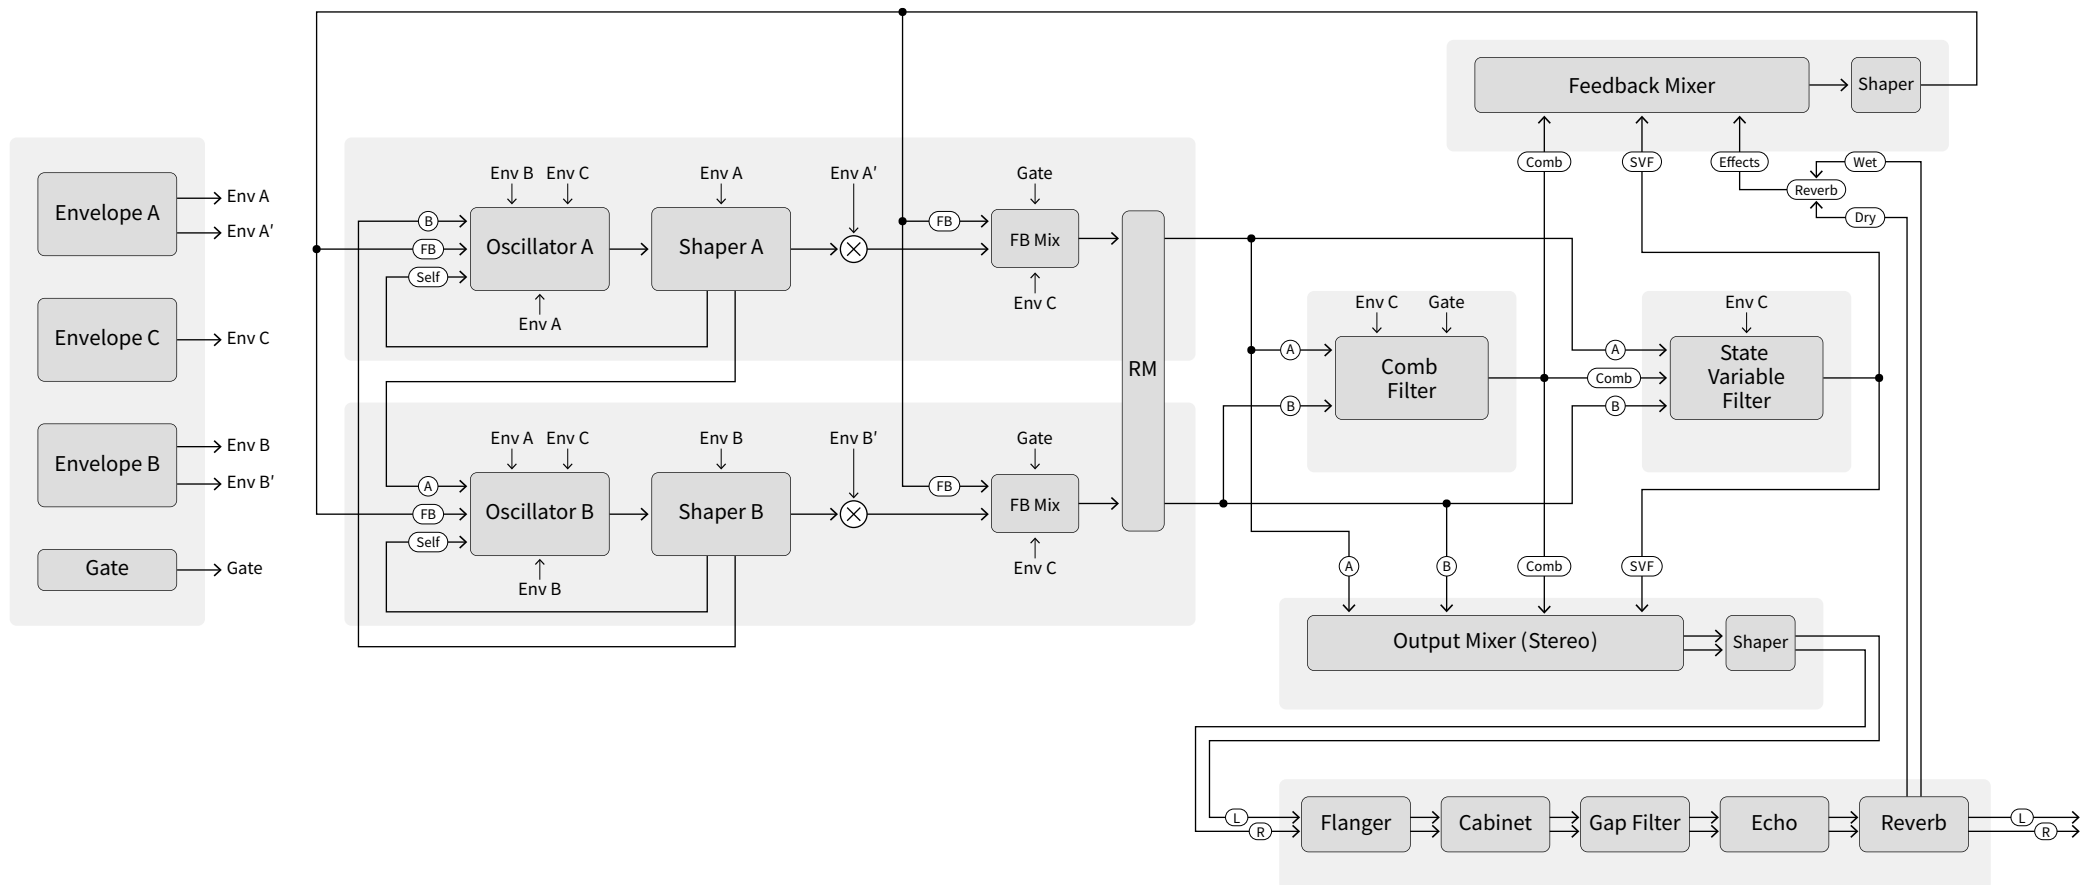 Feedback Mixer
Shaper
Comb
SVF
Effects
Wet
Reverb
Dry
Envelope A
Env A
Env A′
Envelope C
Env C
Envelope B
Env B
Env B′
Gate
Gate
Env B
Env C
Env A
Env A′
Gate
B
FB
Self
Oscillator A
Shaper A
FB
FB Mix
Env A
Env C
RM
Env A
Env C
Env B
Env B′
Gate
A
FB
Self
Oscillator B
Shaper B
FB
FB Mix
Env B
Env C
Env C
Gate
A
B
Comb
Filter
Env C
A
Comb
B
State
Variable
Filter
A
B
Comb
SVF
Output Mixer (Stereo)
Shaper
L
R
Flanger
Cabinet
Gap Filter
Echo
Reverb
L
R